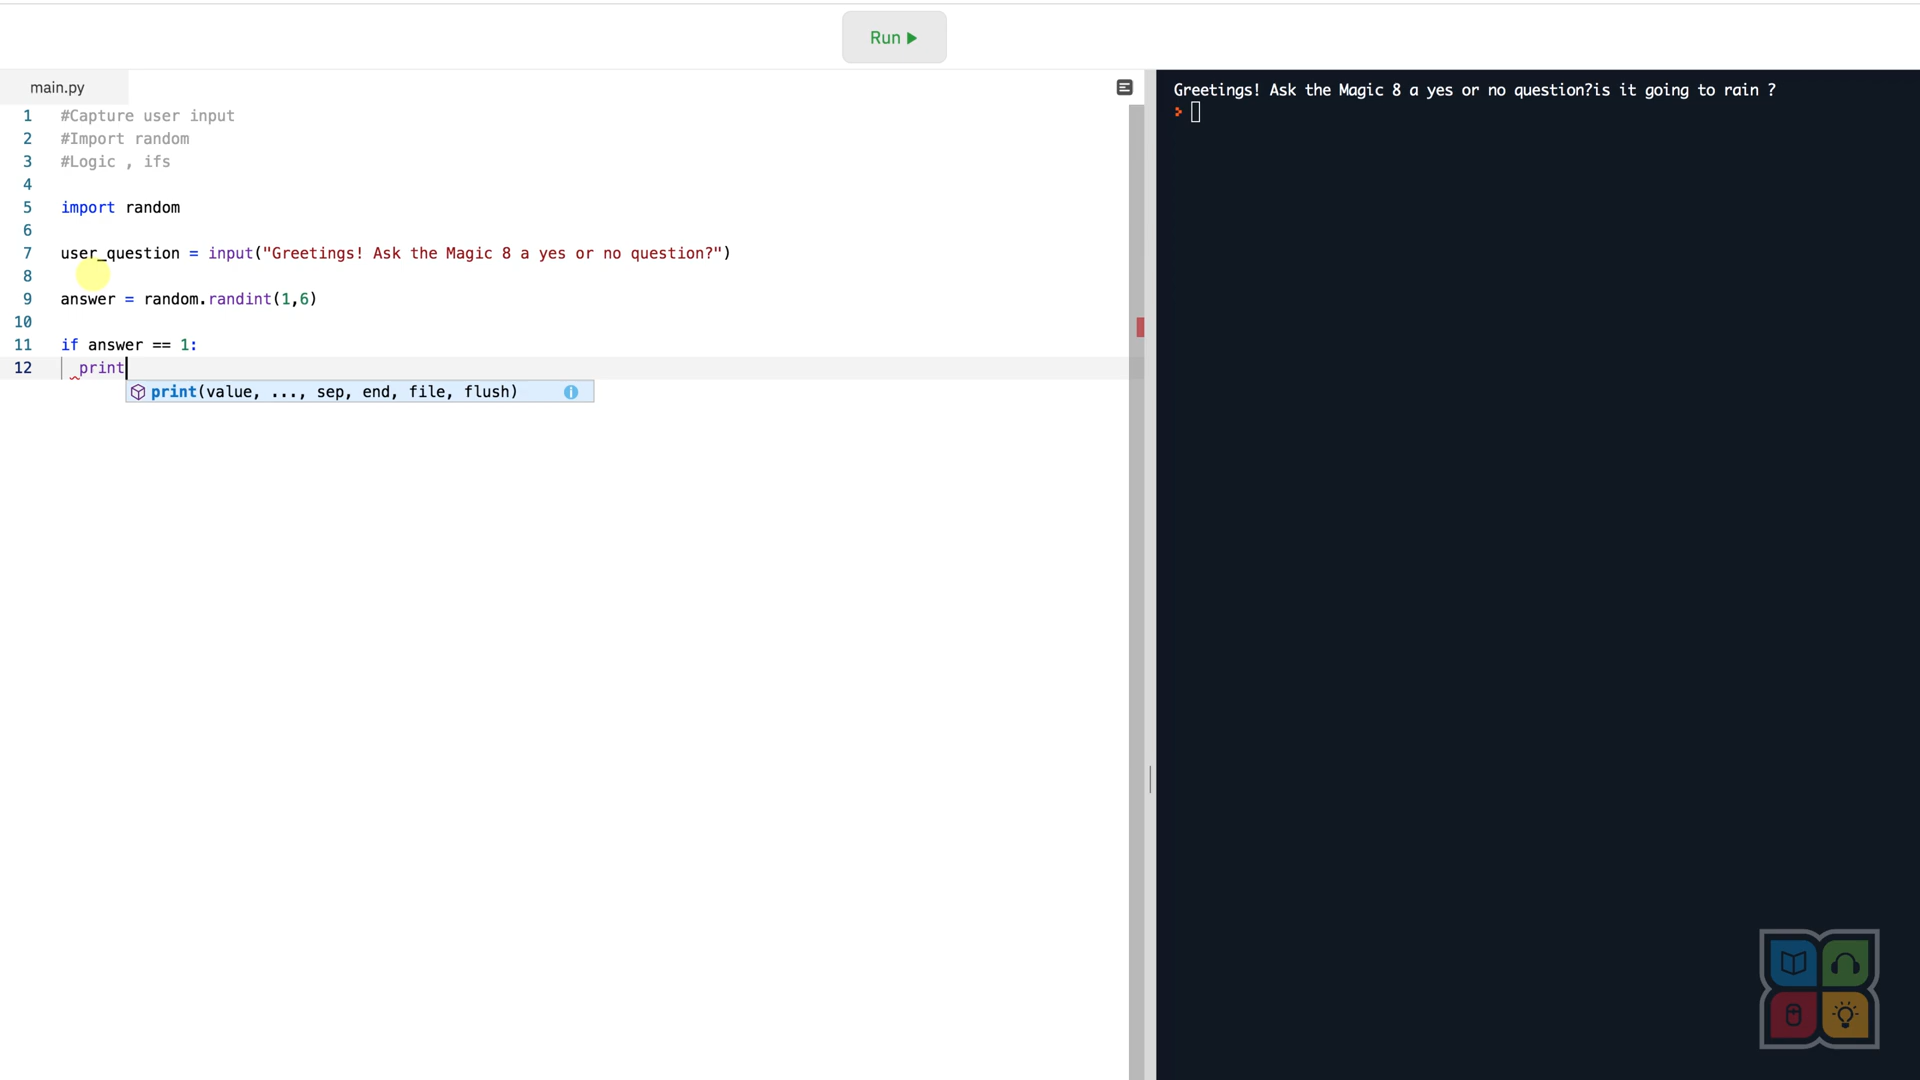 Run
main.py
1 #Capture user input
2 #Import random
3 #Logic , ifs
4
5 import random
6
7 user_question = input("Greetings! Ask the Magic 8 a yes or no question?")
8
9 answer = random.randint(1,6)
10
11 if answer == 1:
12 print
print(value, ..., sep, end, file, flush)
Greetings! Ask the Magic 8 a yes or no question?is it going to rain ?
>